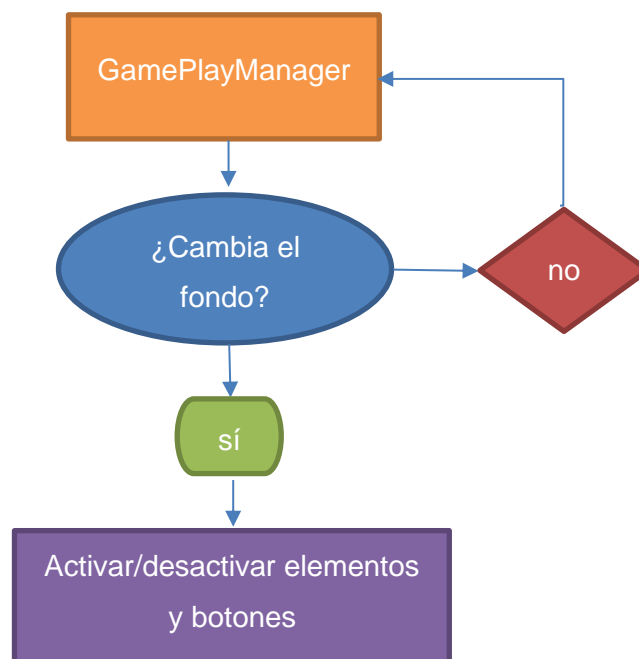 GamePlayManager
¿Cambia el
fondo?
no
sí
Activar/desactivar elementos
y botones